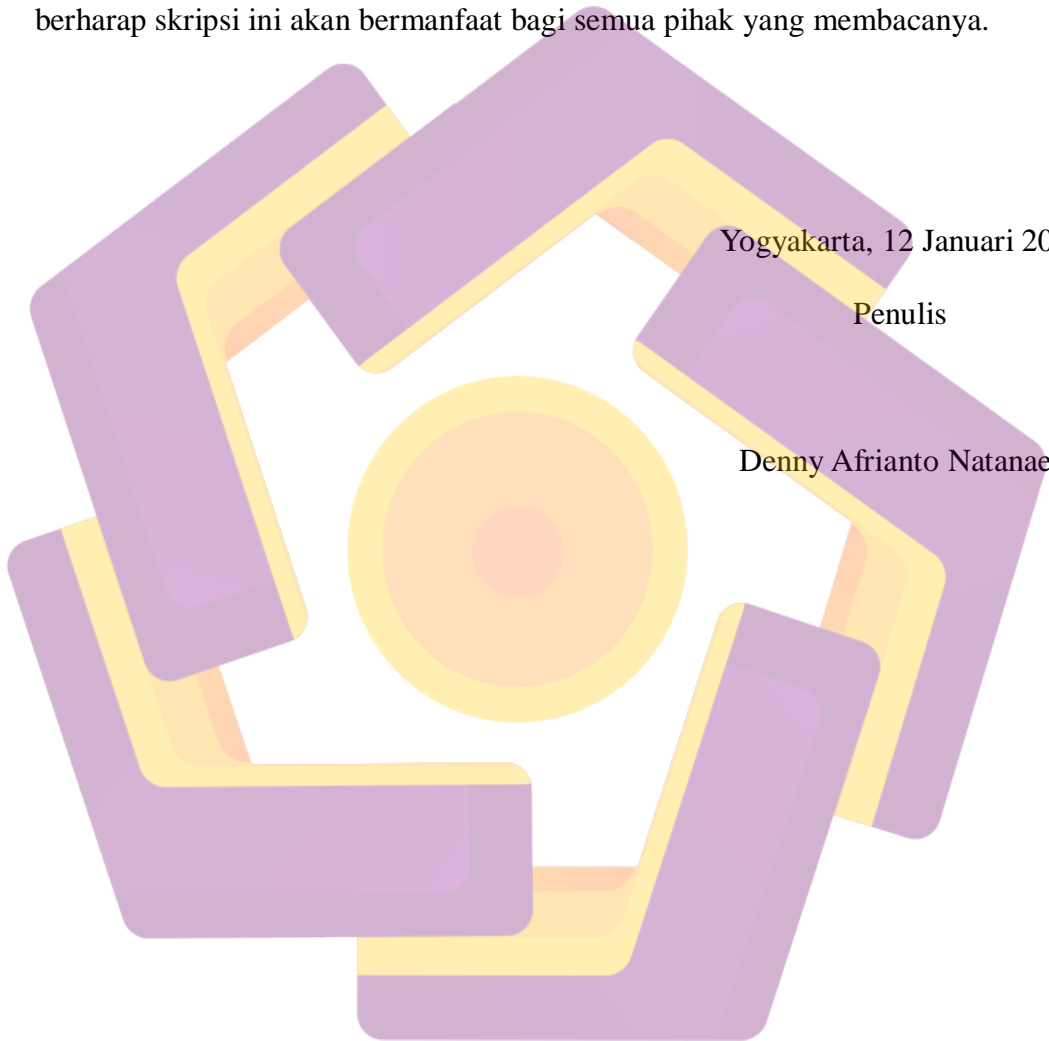 berharap skripsi ini akan bermanfaat bagi semua pihak yang membacanya.
Yogyakarta, 12 Januari 20
Penulis
Denny Afrianto Natanae